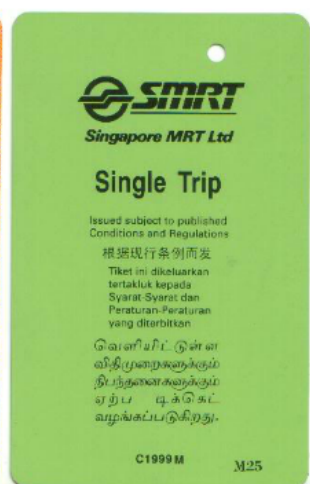 SMRT
Singapore MRT Ltd
Single Trip
Issued subject to published
Conditions and Regulations
根据现行条例而发
Tiket ini dikeluarkan
tertakluk kepada
Syarat-Syarat dan
Peraturan-Peraturan
yang diterbitkan
வெளியிட்டுள்ள
விதிமுறைகளுக்கும்
நிபந்தனைகளுக்கும்
ஏற்ப டிக்கெட்
வழங்கப்படுகிறது.
C1999M
M25